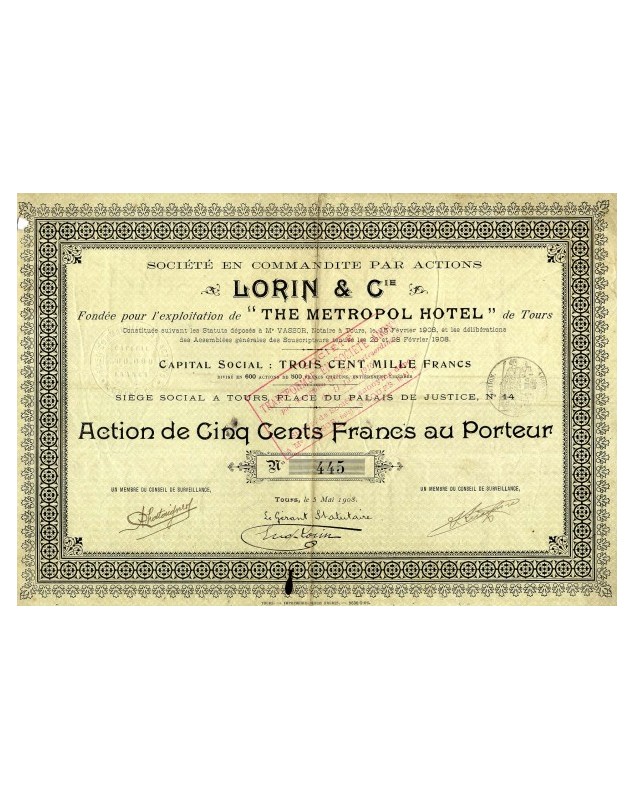 SOCIÉTÉ EN COMMANDITE PAR ACTIONS
LORIN & CIE
Fondée pour l'exploitation de "THE METROPOL HOTEL" de Tours
Constituée suivant les Statuts déposés à Me VASSOR, Notaire à Tours, le Février 1908, et les délibérations
des Assemblées générales des Souscripteurs tenues les 20 et 28 Février 1908.
CAPITAL SOCIAL : TROIS CENT MILLE FRANCS
DIVISÉ EN 600 ACTIONS DE 500 FRANCS CHACUNE, ENTIÈREMENT
SIÈGE SOCIAL A TOURS, PLACE DU PALAIS DE JUSTICE, No 14
Action de Cinq Cents Francs au Porteur
No 445
UN MEMBRE DU CONSEIL DE SURVEILLANCE,
UN MEMBRE DU CONSEIL DE SURVEILLANCE,
Tours, le 5 Mai 1908.
Le Gérant Statutaire
TOURS. — IMPRIMERIE